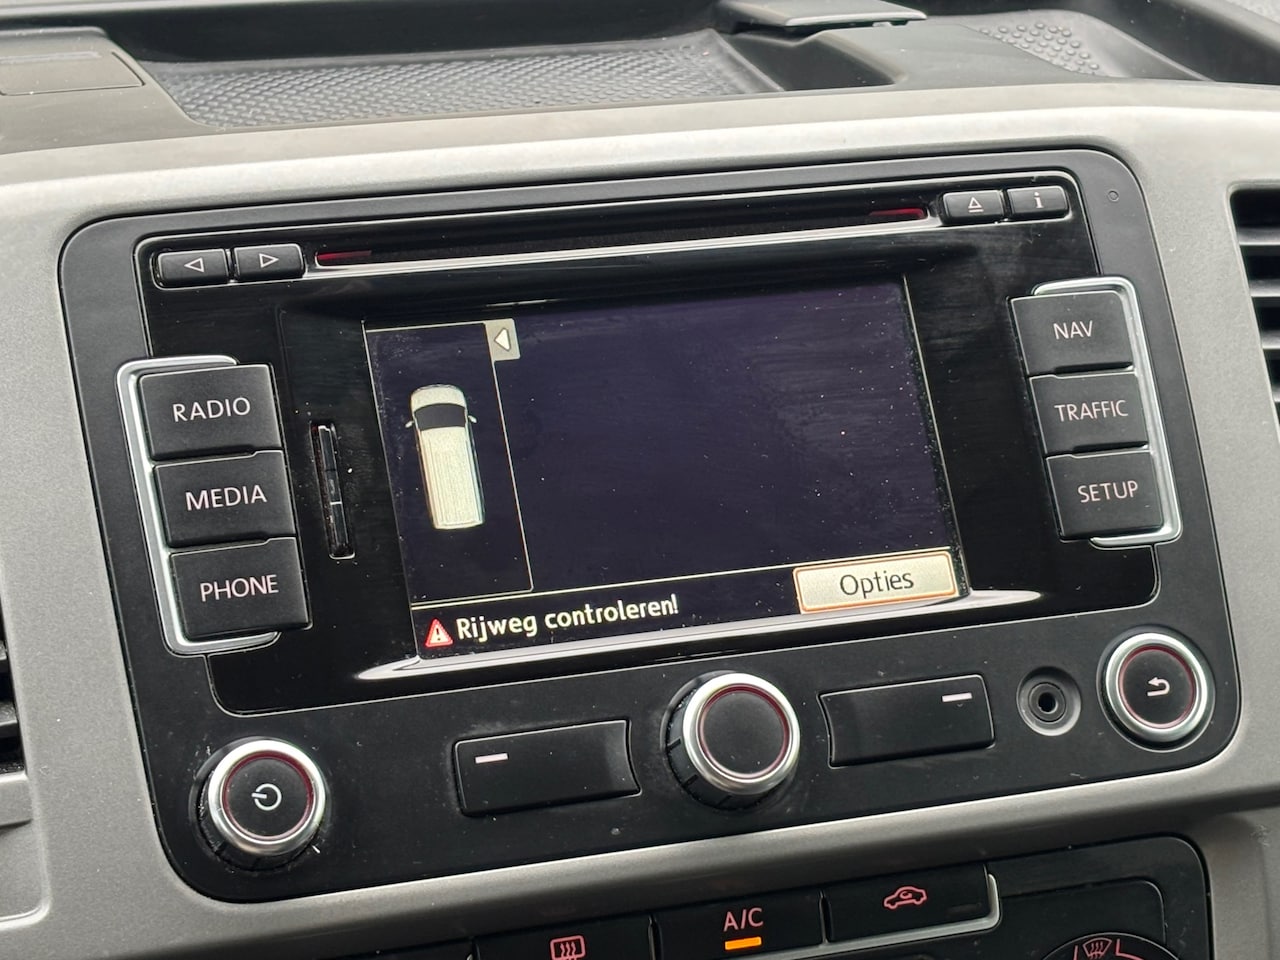 i
NAV
RADIO
TRAFFIC
MEDIA
SETUP
PHONE
Opties
Rijweg controleren!
A/C